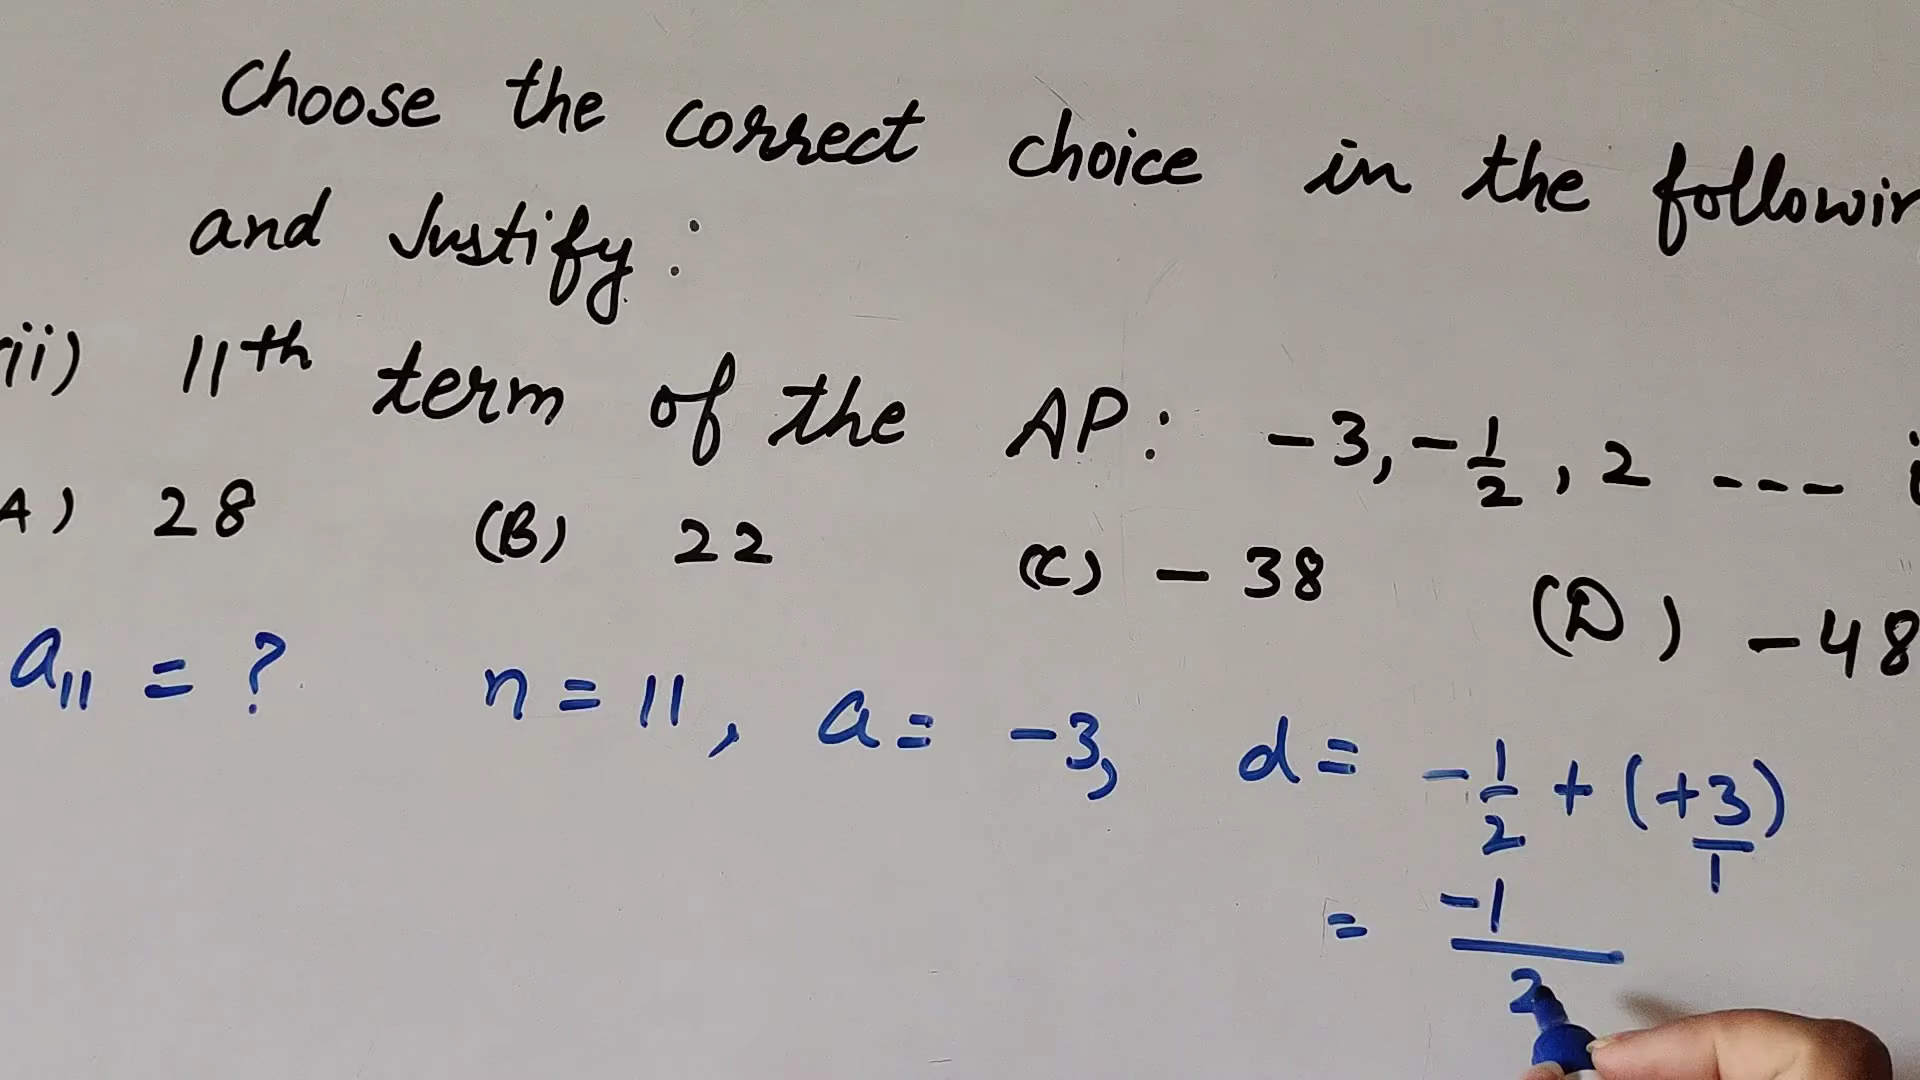 Choose the correct choice in the followin
and Justify:
ii) 11th term of the AP: -3, -1/2, 2 ---- i
A) 28 (B) 22 (C) -38 (D) -48
a11 = ? n = 11, a = -3, d = -1/2 + (+3/1)
= -1/2